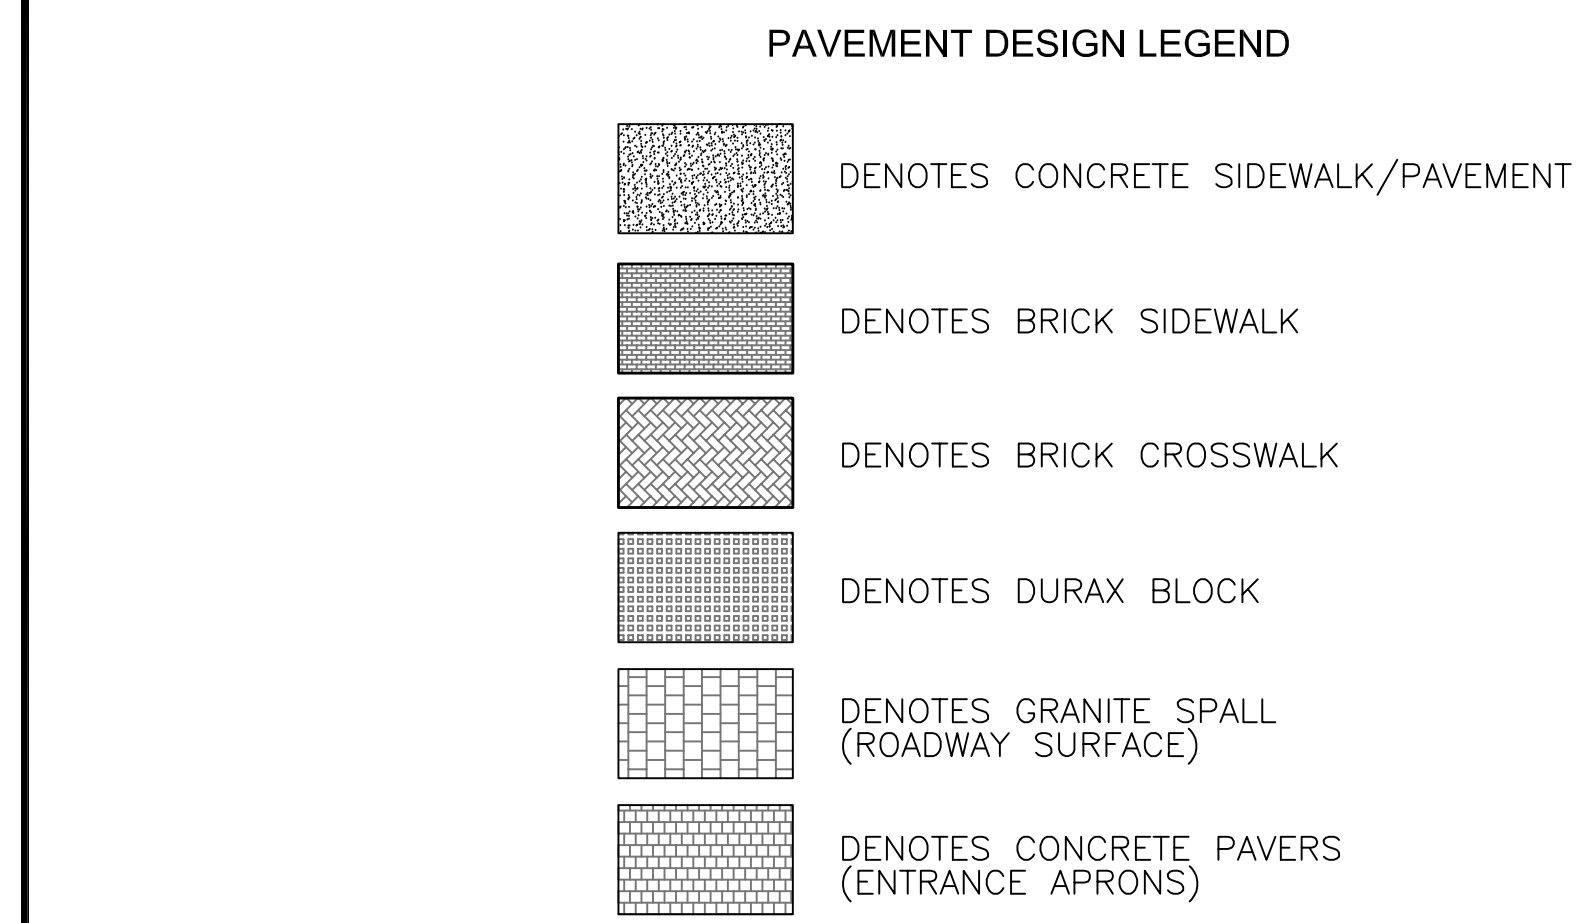 PAVEMENT DESIGN LEGEND
DENOTES CONCRETE SIDEWALK/PAVEMENT
DENOTES BRICK SIDEWALK
DENOTES BRICK CROSSWALK
DENOTES DURAX BLOCK
DENOTES GRANITE SPALL
(ROADWAY SURFACE)
DENOTES CONCRETE PAVERS
(ENTRANCE APRONS)